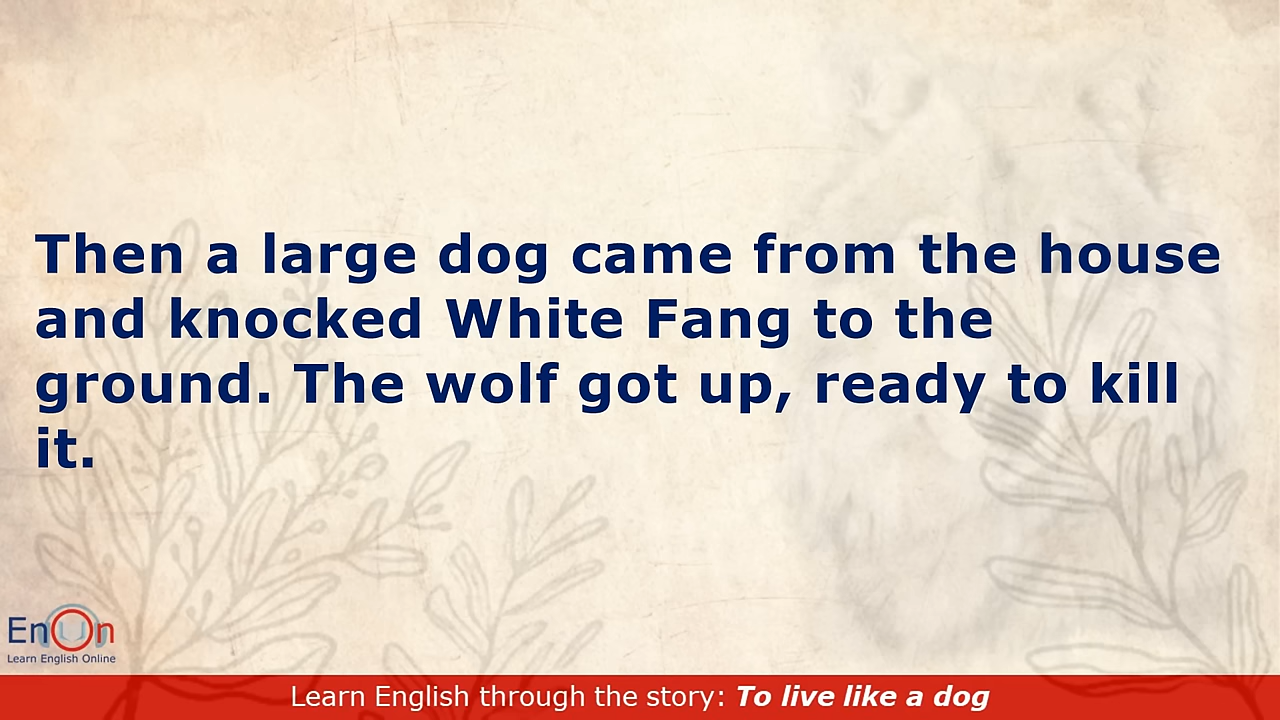 Then a large dog came from the house
and knocked White Fang to the
ground. The wolf got up, ready to kill
it.
EnOn
Learn English Online
Learn English through the story: To live like a dog